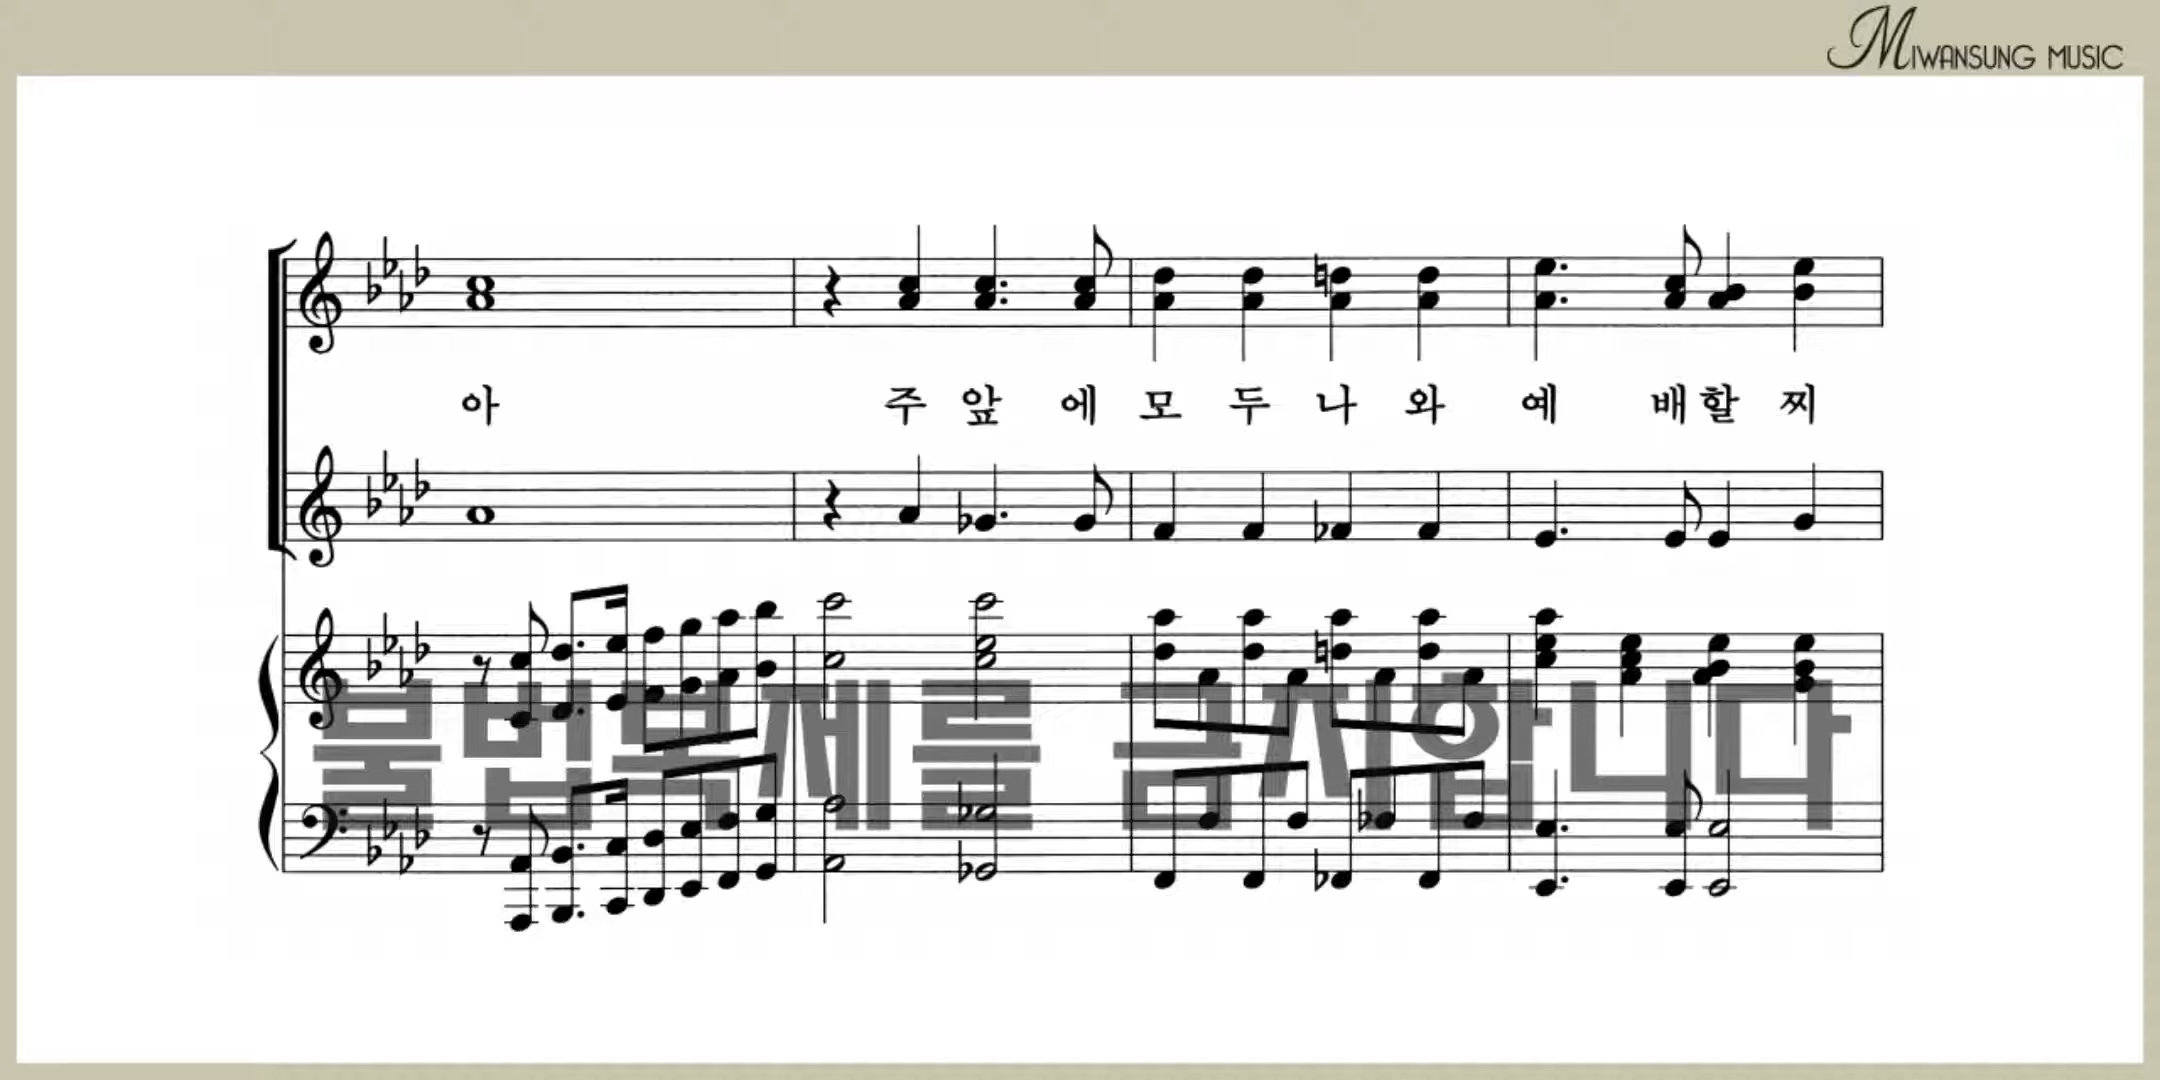 MIWANSUNG MUSIC
아 주 앞 에 모 두 나 와 예 배 할 찌
불법복제를 금지합니다